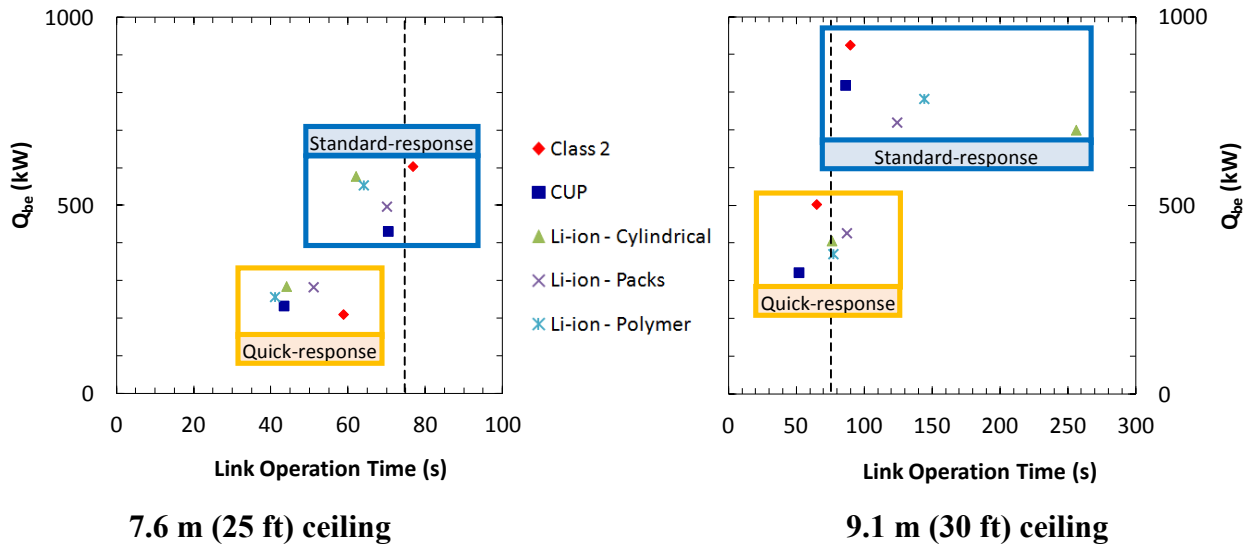 1000
500
0
Q_be (kW)
Standard-response
Quick-response
0 20 40 60 80 100
Link Operation Time (s)
7.6 m (25 ft) ceiling
Class 2
CUP
Li-ion - Cylindrical
Li-ion - Packs
Li-ion - Polymer
1000
500
0
Q_be (kW)
Standard-response
Quick-response
0 50 100 150 200 250 300
Link Operation Time (s)
9.1 m (30 ft) ceiling